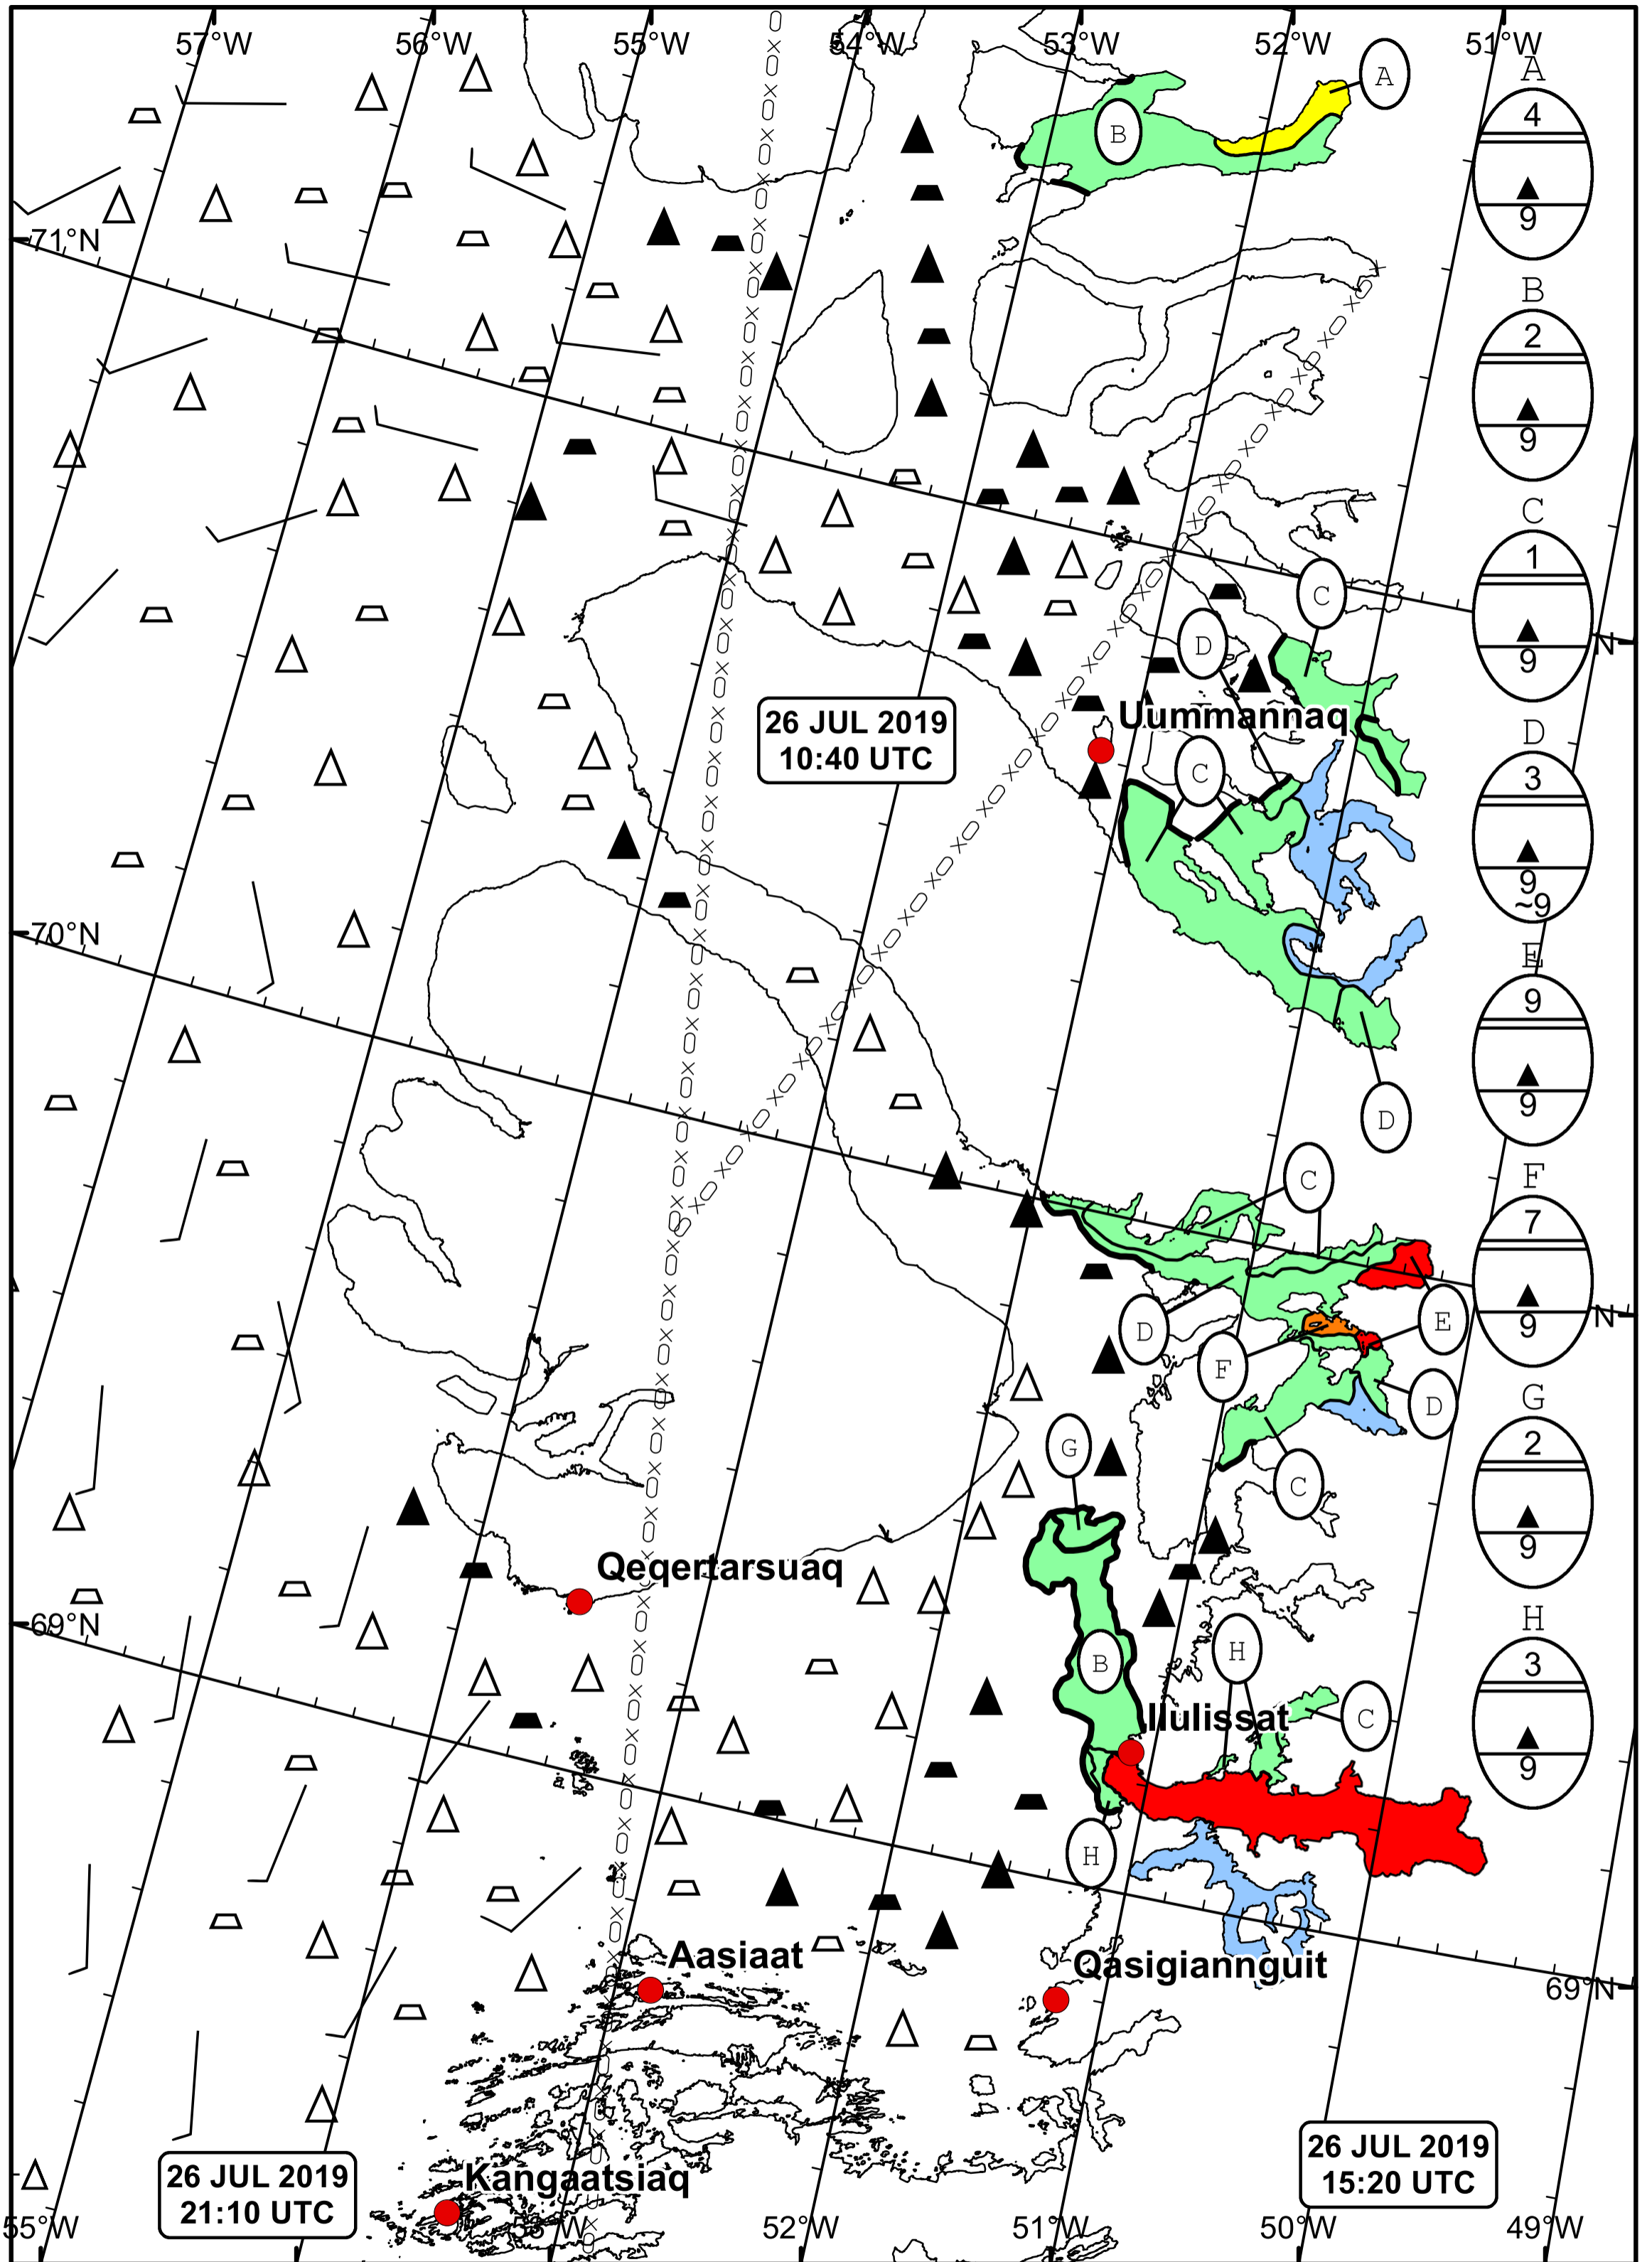 57°W 56°W 55°W 54°W 53°W 52°W 51°W
A
A
4
9
B
71°N
B
2
9
C
1
9
N
C
D
Uummannaq
26 JUL 2019
10:40 UTC
C
D
3
9
~9
70°N
E
9
9
D
C
F
7
9
N
D
E
F
D
G
2
9
G
C
Qeqertarsuaq
69°N
H
B
H
3
9
Ilulissat
C
H
Aasiaat
Qasigiannguit
69°N
26 JUL 2019
21:10 UTC
Kangaatsiaq
26 JUL 2019
15:20 UTC
55°W 53°W 52°W 51°W 50°W 49°W